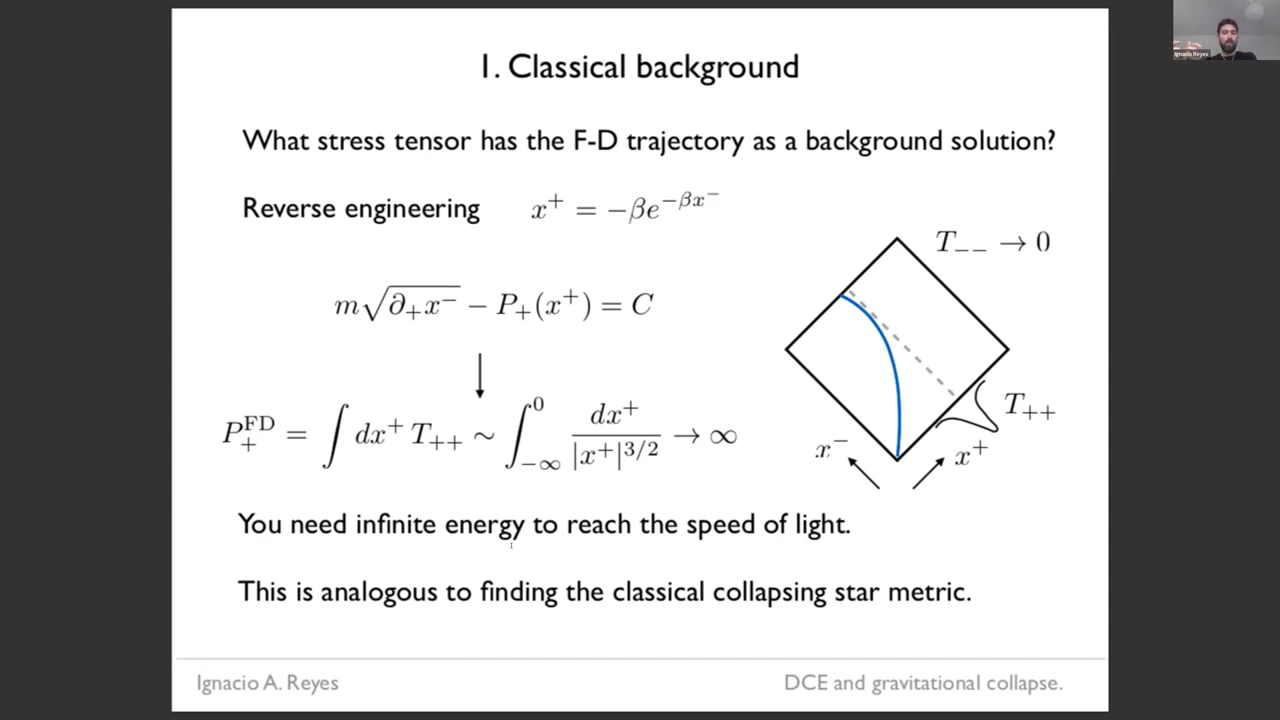 Ignacio Reyes
1. Classical background
What stress tensor has the F-D trajectory as a background solution?
Reverse engineering x⁺ = −βe^{−βx⁻}
T₋₋ → 0
m√(∂₊x⁻) − P₊(x⁺) = C
P₊^{FD} = ∫ dx⁺ T₊₊ ~ ∫_{−∞}^{0} dx⁺ / |x⁺|^{3/2} → ∞
T₊₊
x⁻
x⁺
You need infinite energy to reach the speed of light.
This is analogous to finding the classical collapsing star metric.
Ignacio A. Reyes
DCE and gravitational collapse.